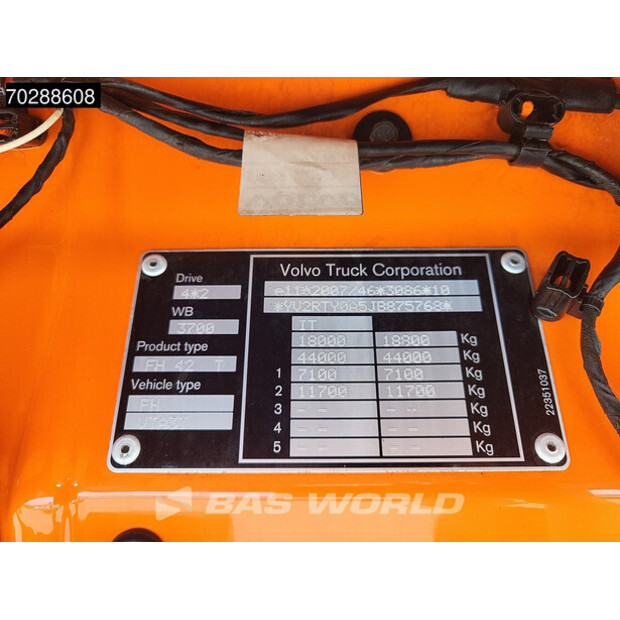 70288608
Volvo Truck Corporation
Drive
4*2
e11*2007/46*3086*10
WB
3700
IT
18000 18800 Kg
Product type
44000 44000 Kg
FH 42 T
1 7100 7100 Kg
Vehicle type
2 11700 11700 Kg
FH
3 -- -- Kg
4 -- -- Kg
5 -- -- Kg
22351037
BAS WORLD